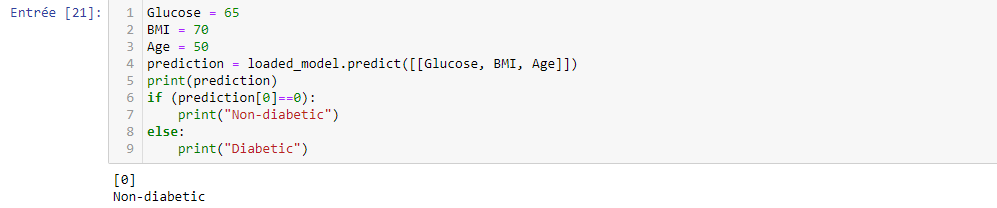 Entrée [21]:
1 Glucose = 65
2 BMI = 70
3 Age = 50
4 prediction = loaded_model.predict([[Glucose, BMI, Age]])
5 print(prediction)
6 if (prediction[0]==0):
7     print("Non-diabetic")
8 else:
9     print("Diabetic")
[0]
Non-diabetic